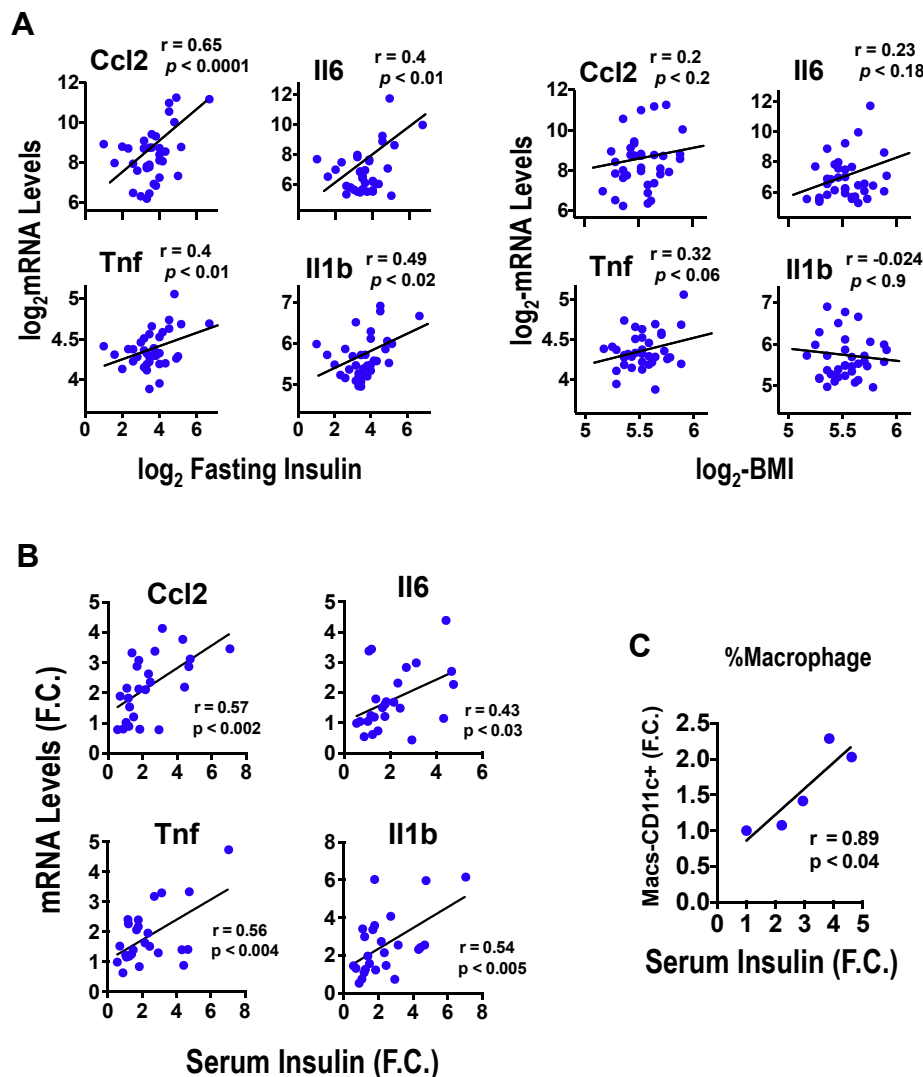 A
Ccl2
r = 0.65
p < 0.0001
12
10
8
6
Il6
r = 0.4
p < 0.01
12
10
8
6
Tnf
r = 0.4
p < 0.01
5
4.5
4
0 2 4 6
Il1b
r = 0.49
p < 0.02
7
6
5
0 2 4 6
log2mRNA Levels
log2 Fasting Insulin
Ccl2
r = 0.2
p < 0.2
12
10
8
6
Il6
r = 0.23
p < 0.18
12
10
8
6
Tnf
r = 0.32
p < 0.06
5
4.5
4
5 5.5 6
Il1b
r = -0.024
p < 0.9
7
6
5
5 5.5 6
log2-mRNA Levels
log2-BMI
B
Ccl2
5
4
3
2
1
0
0 2 4 6 8
r = 0.57
p < 0.002
Il6
5
4
3
2
1
0
0 2 4 6
r = 0.43
p < 0.03
Tnf
5
4
3
2
1
0
0 2 4 6 8
r = 0.56
p < 0.004
Il1b
8
6
4
2
0
0 2 4 6 8
r = 0.54
p < 0.005
mRNA Levels (F.C.)
Serum Insulin (F.C.)
C
%Macrophage
Macs-CD11c+ (F.C.)
2.5
2.0
1.5
1.0
0.5
0.0
r = 0.89
p < 0.04
0 1 2 3 4 5
Serum Insulin (F.C.)